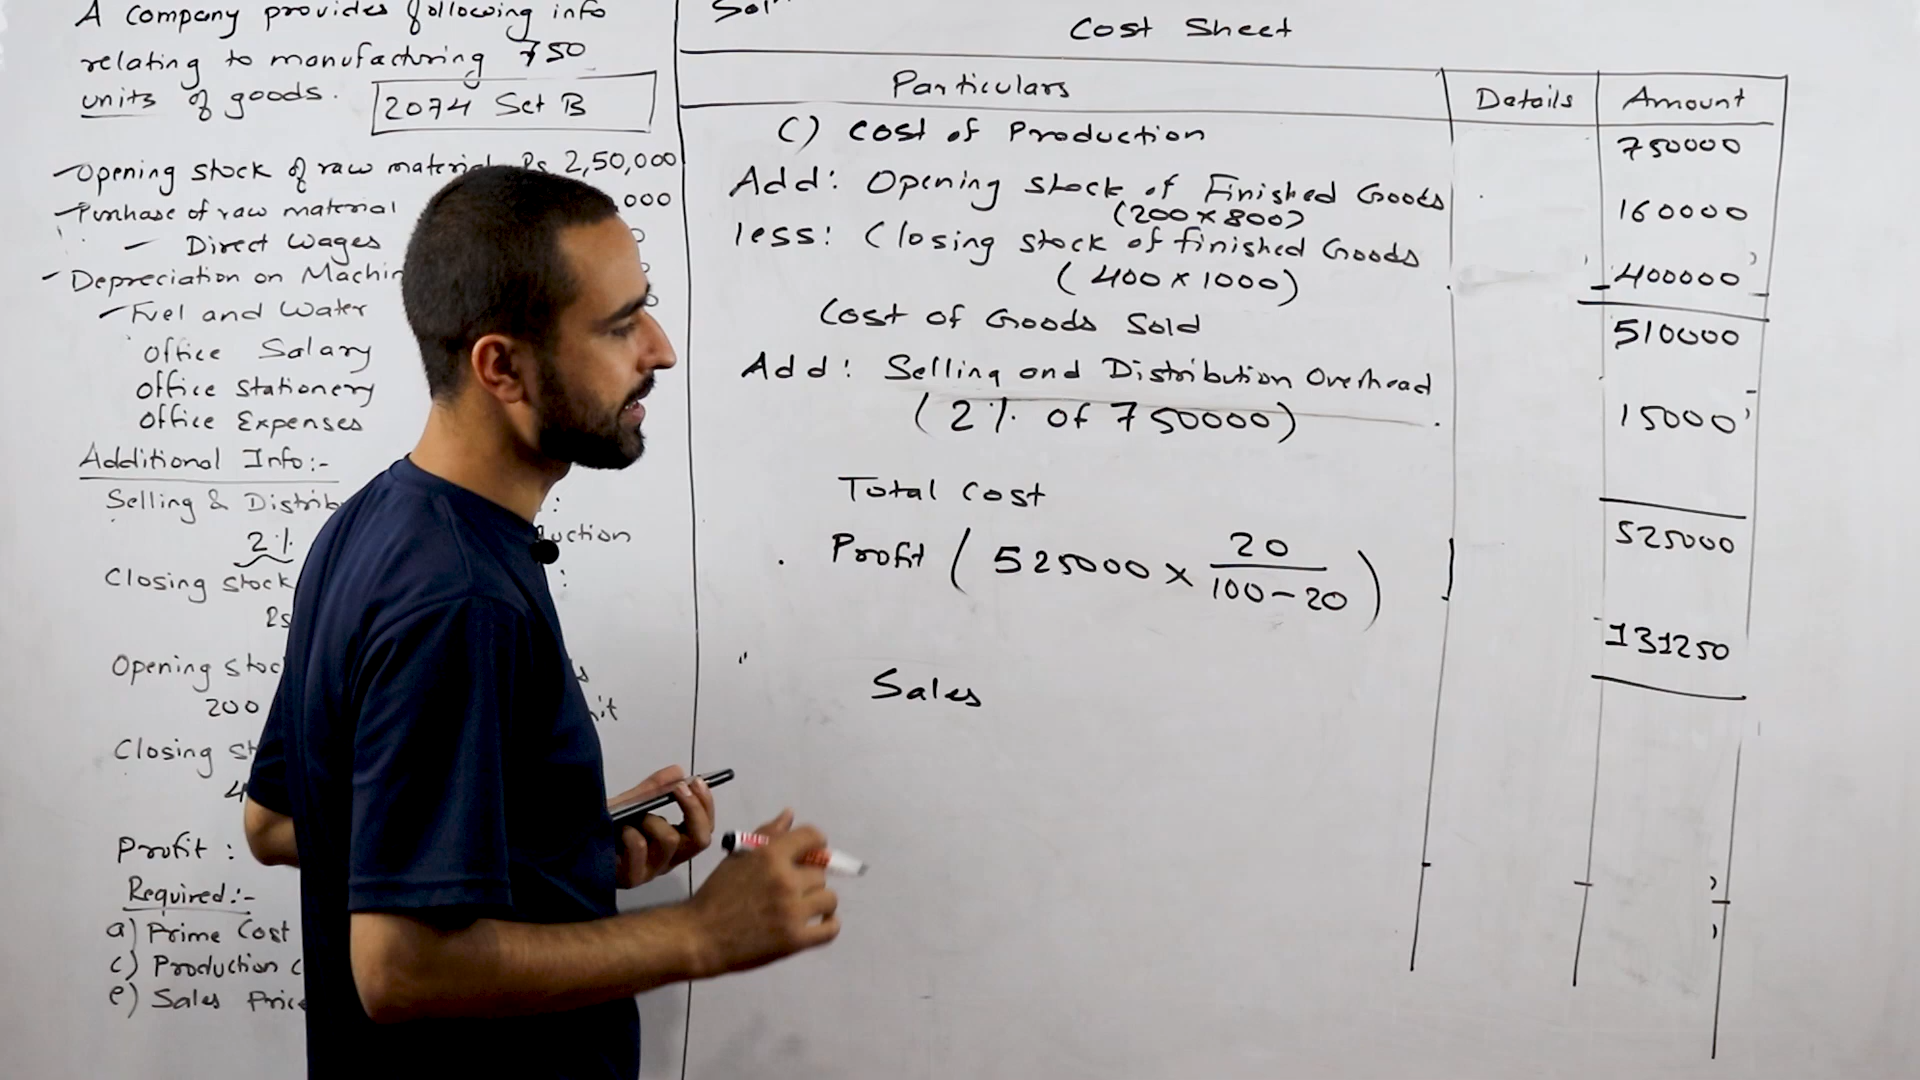 A Company provides following info
relating to manufacturing 750
units of goods.
2074 Set B
Opening stock of raw material Rs 2,50,000
Purchase of raw material 000
Direct Wages
Depreciation on Machin
Fuel and Water
Office Salary
Office Stationery
Office Expenses
Additional Info:-
Selling & Distrib :
2% duction
Closing stock :
Rs
Opening stoc
200 nit
Closing st
4
Profit :
Required:-
a) Prime Cost
c) Production c
e) Sales Price
Soln
Cost Sheet
Particulars Details Amount
C) Cost of Production 750000
Add: Opening stock of Finished Goods 160000
(200 x 800)
less: Closing stock of finished Goods 400000
(400 x 1000)
Cost of Goods Sold 510000
Add: Selling and Distribution Overhead 15000
(2% of 750000)
Total Cost 525000
Profit (525000 x 20/100-20) 131250
Sales